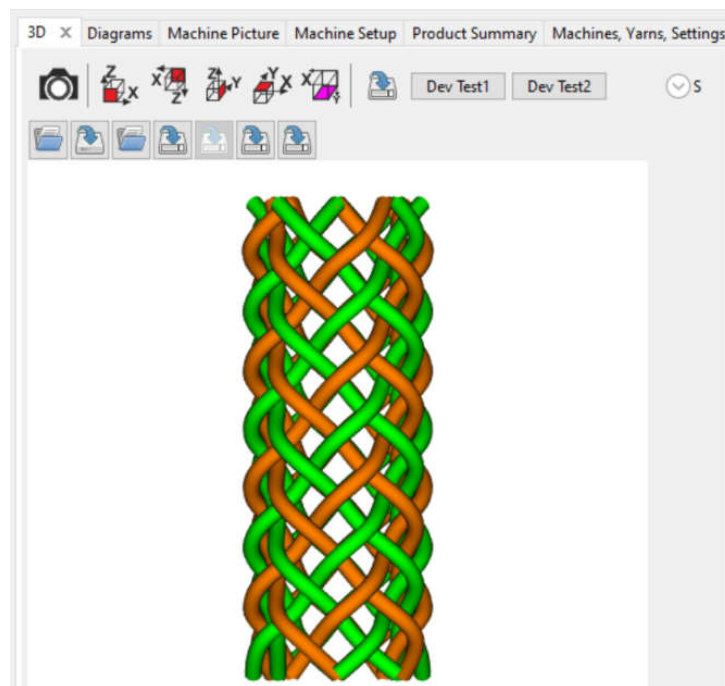 3D X Diagrams Machine Picture Machine Setup Product Summary Machines, Yarns, Settings
Z X X Z Z Y Y X X Y Dev Test1 Dev Test2 S